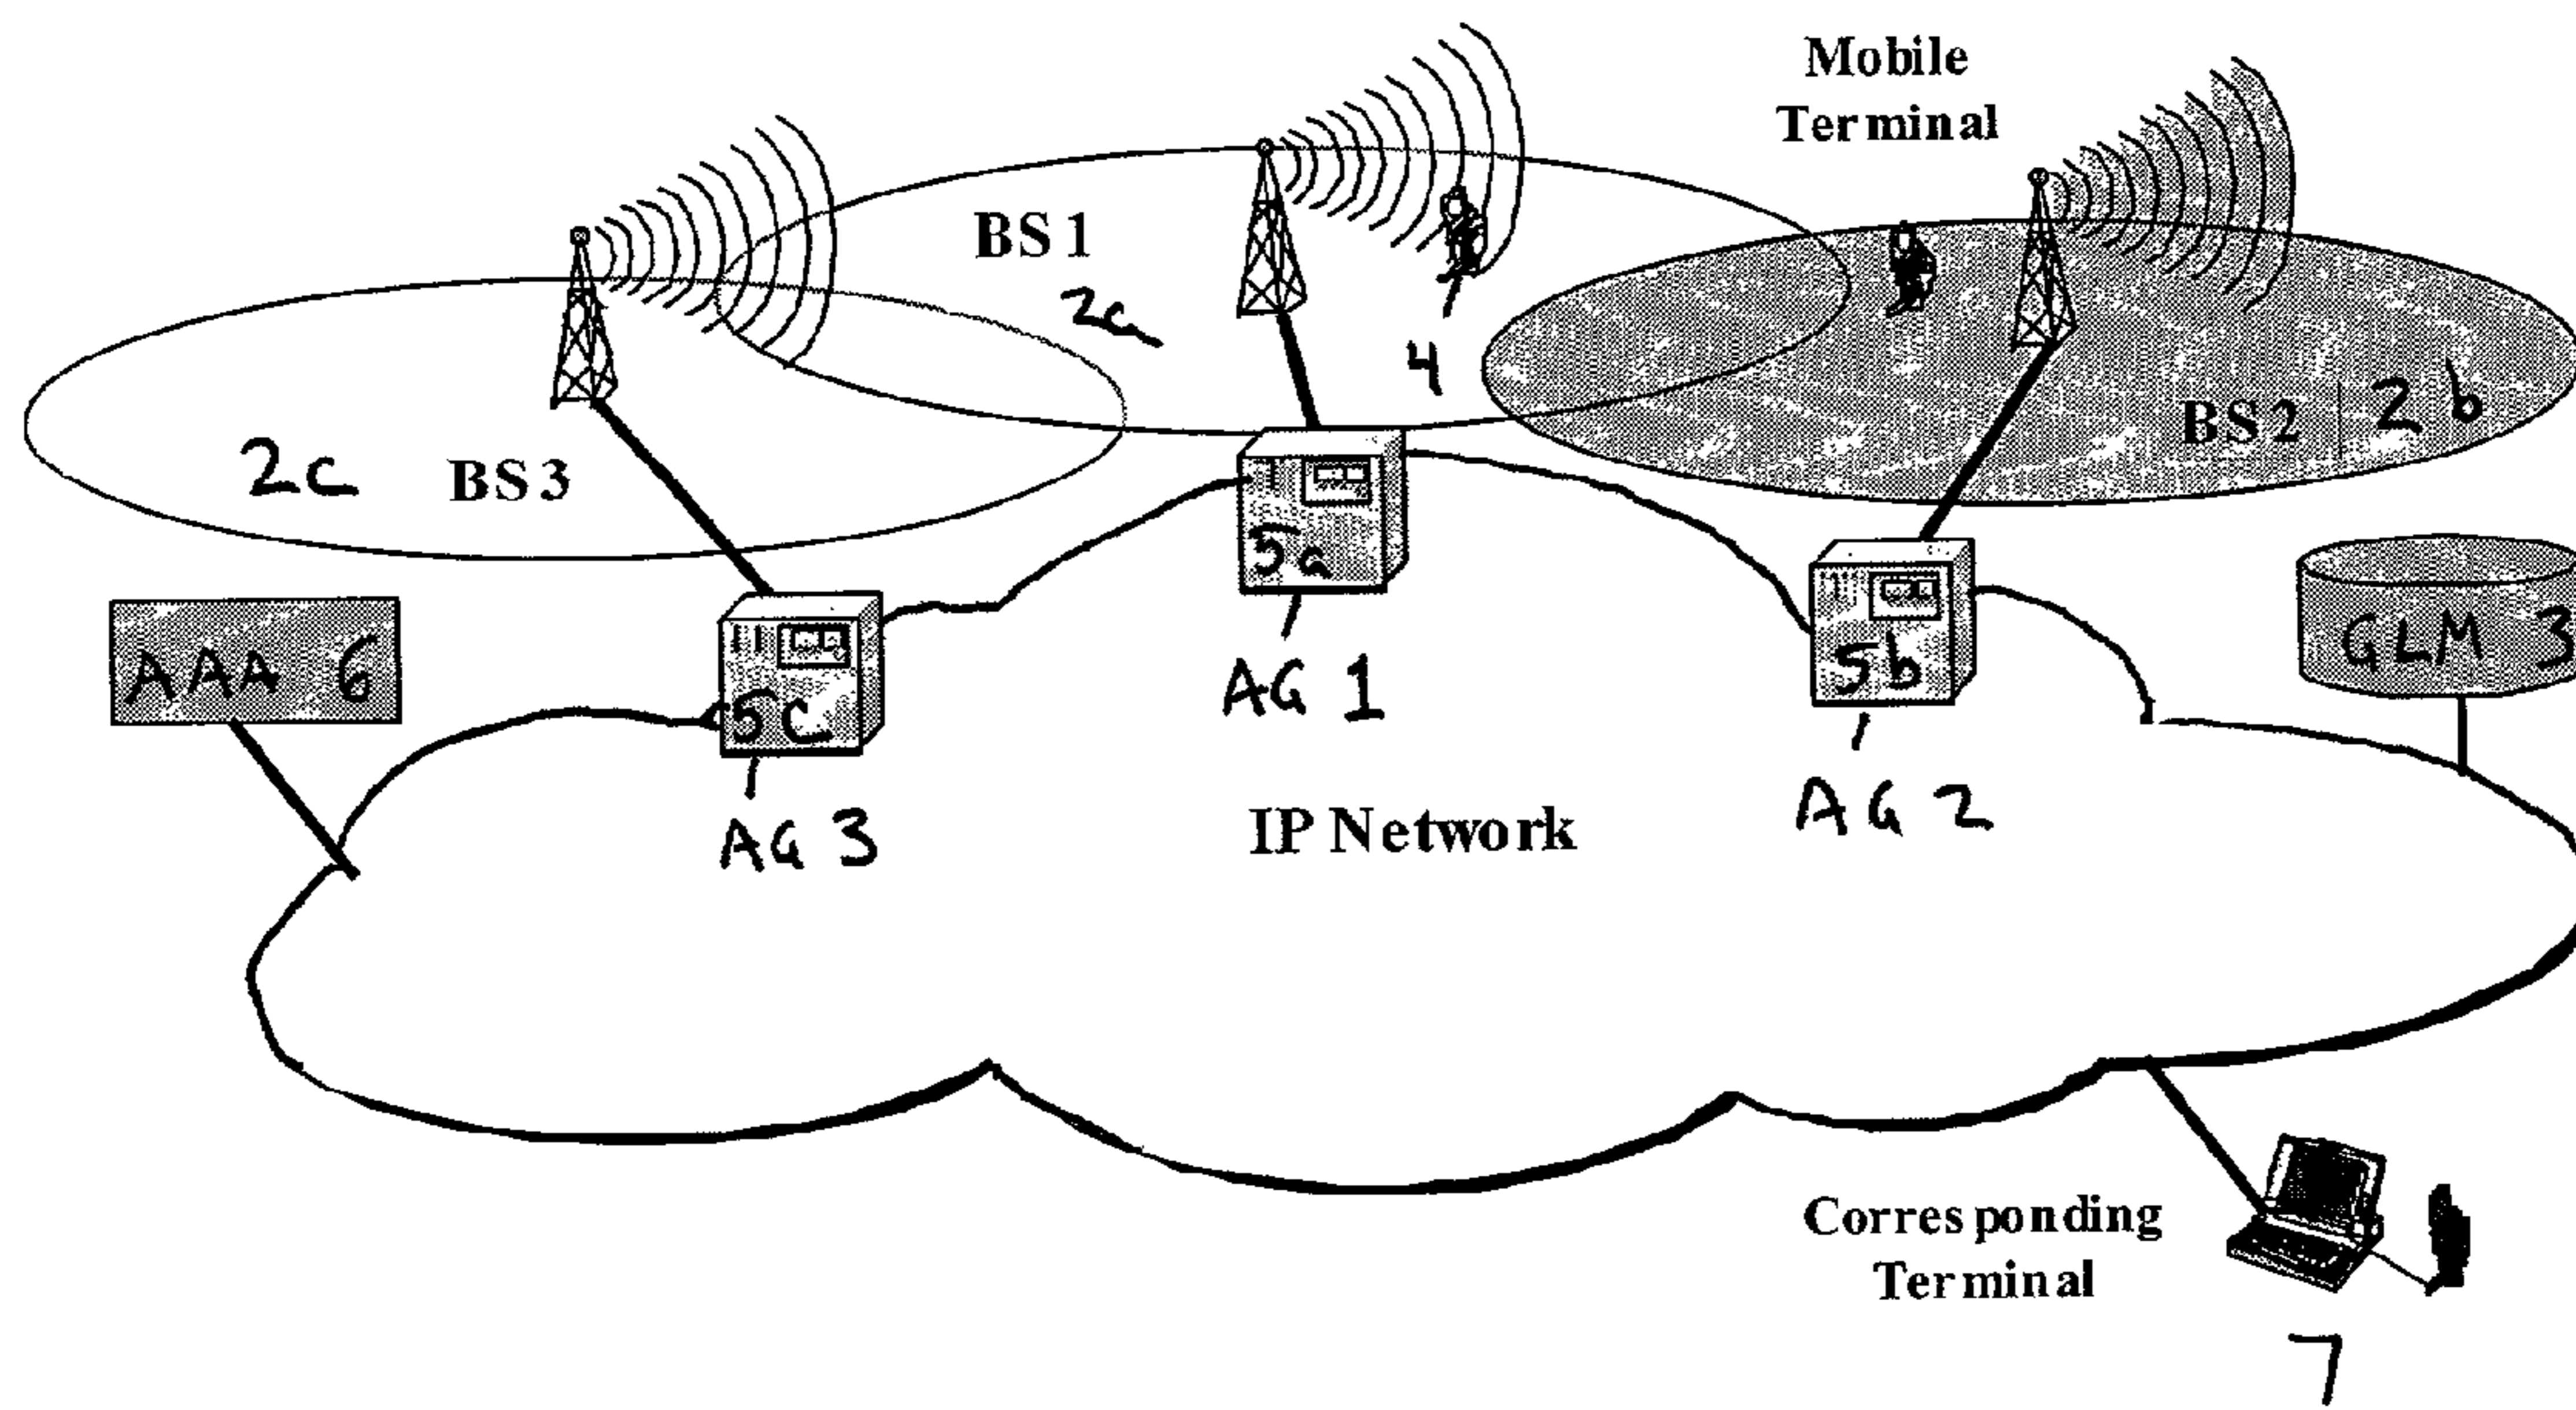 Mobile
Terminal
BS1
2a
4
BS2 2b
2c BS3
5a
AAA 6
5c
AG 1
5b
GLM 3
AG 3
IP Network
AG 2
Corresponding
Terminal
7